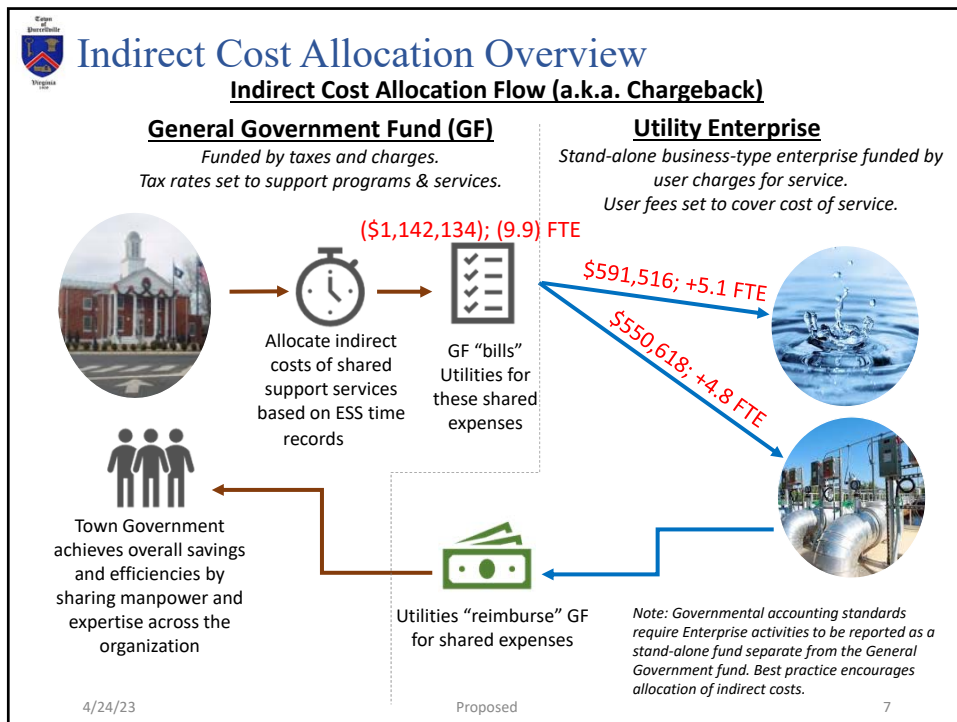 Town
of
Purcellville
Virginia
1908
Indirect Cost Allocation Overview
Indirect Cost Allocation Flow (a.k.a. Chargeback)
General Government Fund (GF)
Funded by taxes and charges.
Tax rates set to support programs & services.
Utility Enterprise
Stand-alone business-type enterprise funded by
user charges for service.
User fees set to cover cost of service.
($1,142,134); (9.9) FTE
$591,516; +5.1 FTE
$550,618; +4.8 FTE
Allocate indirect
costs of shared
support services
based on ESS time
records
GF “bills”
Utilities for
these shared
expenses
Town Government
achieves overall savings
and efficiencies by
sharing manpower and
expertise across the
organization
Utilities “reimburse” GF
for shared expenses
Note: Governmental accounting standards
require Enterprise activities to be reported as a
stand-alone fund separate from the General
Government fund. Best practice encourages
allocation of indirect costs.
4/24/23
Proposed
7